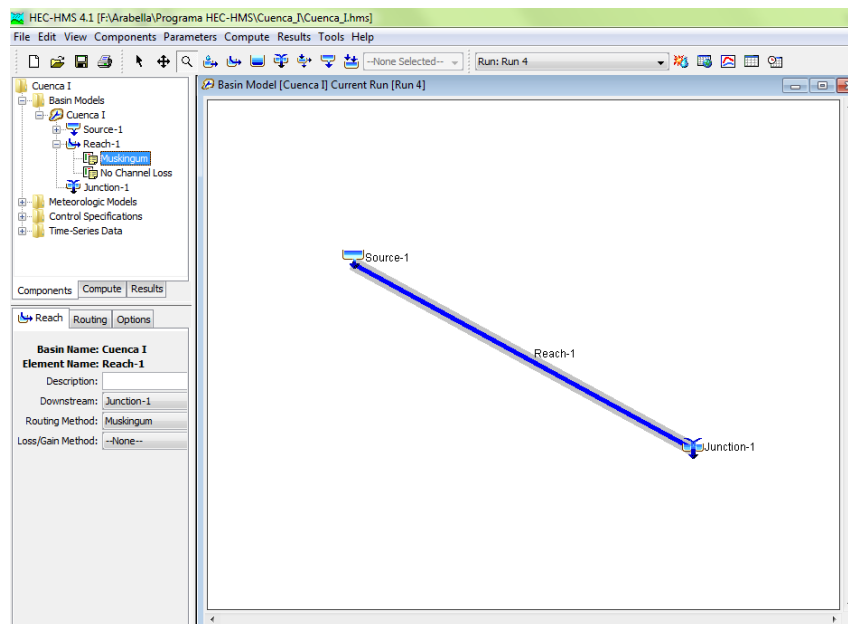 HEC-HMS 4.1 [F:\Arabella\Programa HEC-HMS\Cuenca_I\Cuenca_I.hms]
File Edit View Components Parameters Compute Results Tools Help
--None Selected-- Run: Run 4
Cuenca I
Basin Models
Cuenca I
Source-1
Reach-1
Muskingum
No Channel Loss
Junction-1
Meteorologic Models
Control Specifications
Time-Series Data
Components Compute Results
Reach Routing Options
Basin Name: Cuenca I
Element Name: Reach-1
Description:
Downstream: Junction-1
Routing Method: Muskingum
Loss/Gain Method: --None--
Basin Model [Cuenca I] Current Run [Run 4]
Source-1
Reach-1
Junction-1